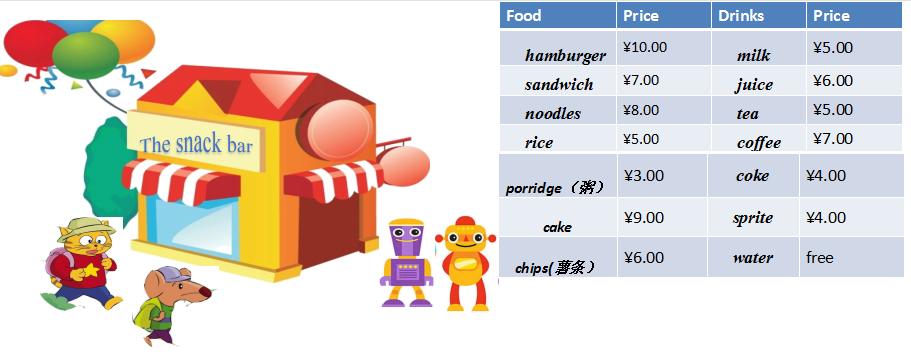 The snack bar
Food Price Drinks Price
hamburger ¥10.00 milk ¥5.00
sandwich ¥7.00 juice ¥6.00
noodles ¥8.00 tea ¥5.00
rice ¥5.00 coffee ¥7.00
porridge（粥） ¥3.00 coke ¥4.00
cake ¥9.00 sprite ¥4.00
chips(薯条） ¥6.00 water free